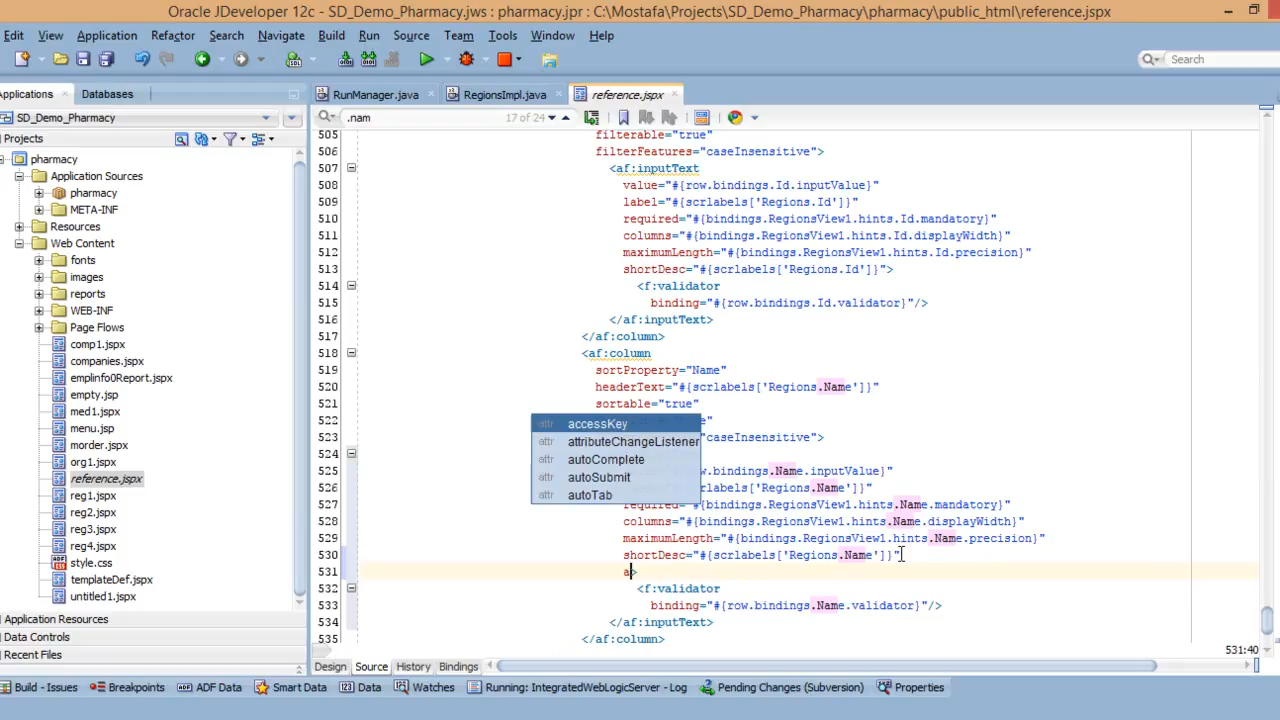 Oracle JDeveloper 12c - SD_Demo_Pharmacy.jws : pharmacy.jpr : C:\Mostafa\Projects\SD_Demo_Pharmacy\pharmacy\public_html\reference.jspx
Edit View Application Refactor Search Navigate Build Run Source Team Tools Window Help
Search
Applications Databases
SD_Demo_Pharmacy
Projects
pharmacy
Application Sources
pharmacy
META-INF
Resources
Web Content
fonts
images
reports
WEB-INF
Page Flows
comp1.jspx
companies.jspx
emplinfo0Report.jspx
empty.jsp
med1.jspx
menu.jsp
morder.jspx
org1.jspx
reference.jspx
reg1.jspx
reg2.jspx
reg3.jspx
reg4.jspx
style.css
templateDef.jspx
untitled1.jspx
Application Resources
Data Controls
Recent Files
RunManager.java RegionsImpl.java reference.jspx
.nam 17 of 24
505 filterable="true"
506 filterFeatures="caseInsensitive">
507 <af:inputText
508 value="#{row.bindings.Id.inputValue}"
509 label="#{scrlabels['Regions.Id']}"
510 required="#{bindings.RegionsView1.hints.Id.mandatory}"
511 columns="#{bindings.RegionsView1.hints.Id.displayWidth}"
512 maximumLength="#{bindings.RegionsView1.hints.Id.precision}"
513 shortDesc="#{scrlabels['Regions.Id']}">
514 <f:validator
515 binding="#{row.bindings.Id.validator}"/>
516 </af:inputText>
517 </af:column>
518 <af:column
519 sortProperty="Name"
520 headerText="#{scrlabels['Regions.Name']}"
521 sortable="true"
522 e"
523 "caseInsensitive">
524
525 .bindings.Name.inputValue}"
526 labels['Regions.Name']}"
527 required="#{bindings.RegionsView1.hints.Name.mandatory}"
528 columns="#{bindings.RegionsView1.hints.Name.displayWidth}"
529 maximumLength="#{bindings.RegionsView1.hints.Name.precision}"
530 shortDesc="#{scrlabels['Regions.Name']}"
531 a>
532 <f:validator
533 binding="#{row.bindings.Name.validator}"/>
534 </af:inputText>
535 </af:column>
attr accessKey
attr attributeChangeListener
attr autoComplete
attr autoSubmit
attr autoTab
531:40
Design Source History Bindings
Build - Issues Breakpoints ADF Data Smart Data Data Watches Running: IntegratedWebLogicServer - Log Pending Changes (Subversion) Properties